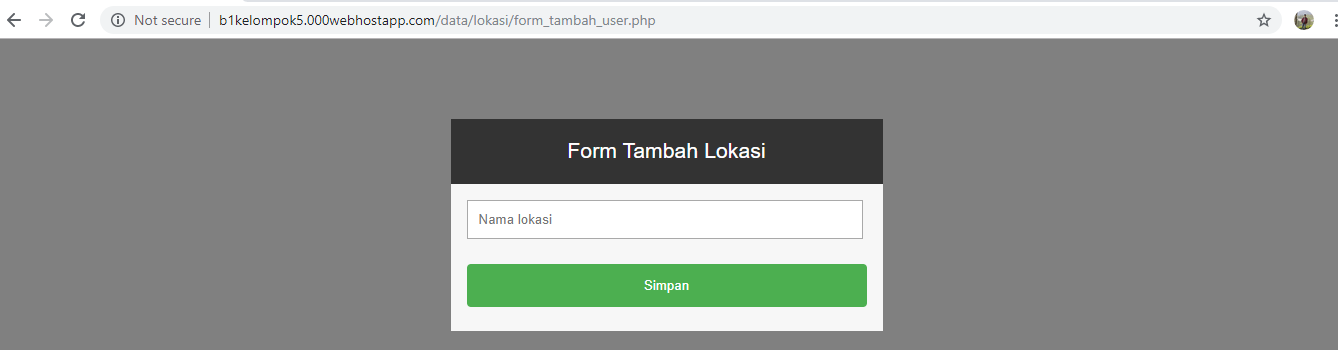 Not secure b1kelompok5.000webhostapp.com/data/lokasi/form_tambah_user.php
Form Tambah Lokasi
Nama lokasi
Simpan